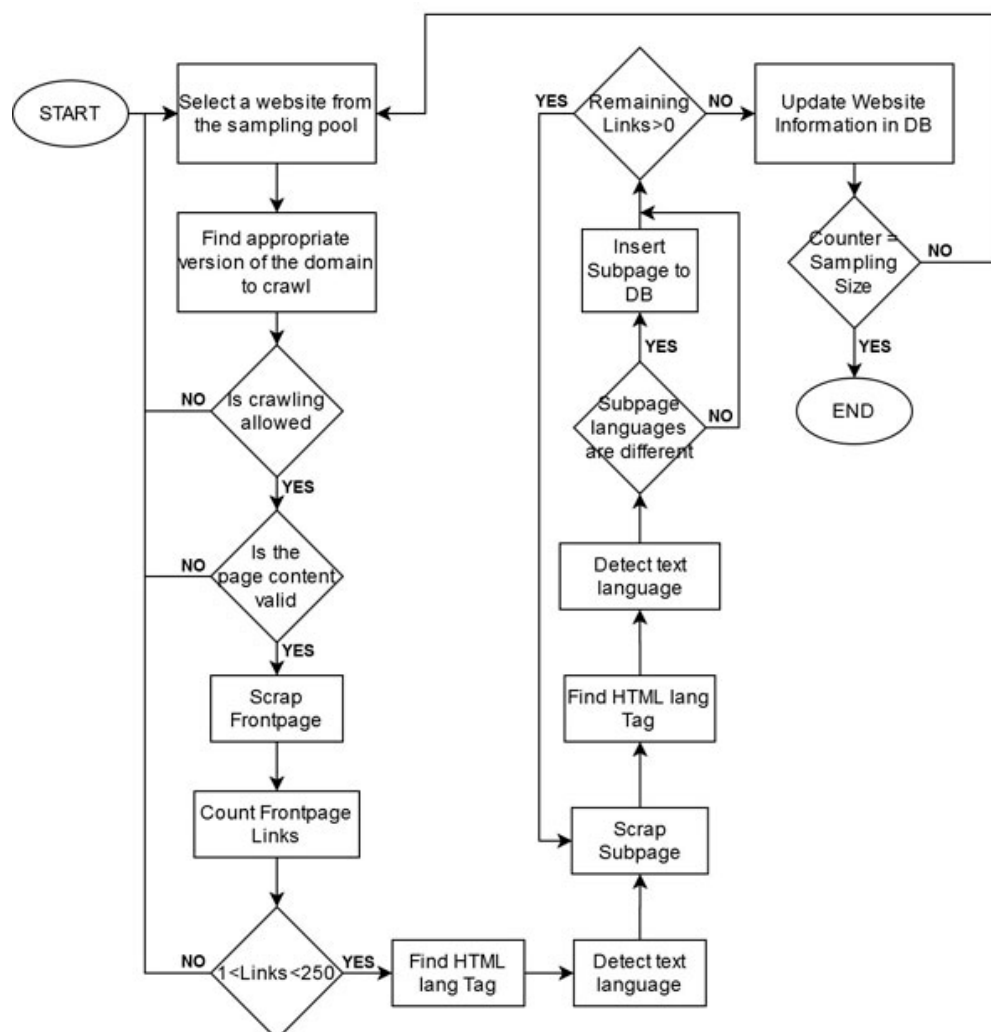 START
Select a website from
the sampling pool
Find appropriate
version of the domain
to crawl
NO
Is crawling
allowed
YES
NO
Is the
page content
valid
YES
Scrap
Frontpage
Count Frontpage
Links
NO
1<Links<250
YES
Find HTML
lang Tag
Detect text
language
Scrap
Subpage
Find HTML lang
Tag
Detect text
language
Subpage
languages
are different
NO
YES
Insert
Subpage to
DB
YES
Remaining
Links>0
NO
Update Website
Information in DB
Counter =
Sampling
Size
NO
YES
END